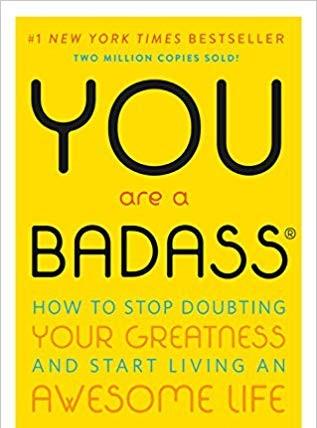 #1 NEW YORK TIMES BESTSELLER
TWO MILLION COPIES SOLD!
YOU
are a
BADASS®
HOW TO STOP DOUBTING
YOUR GREATNESS
AND START LIVING AN
AWESOME LIFE